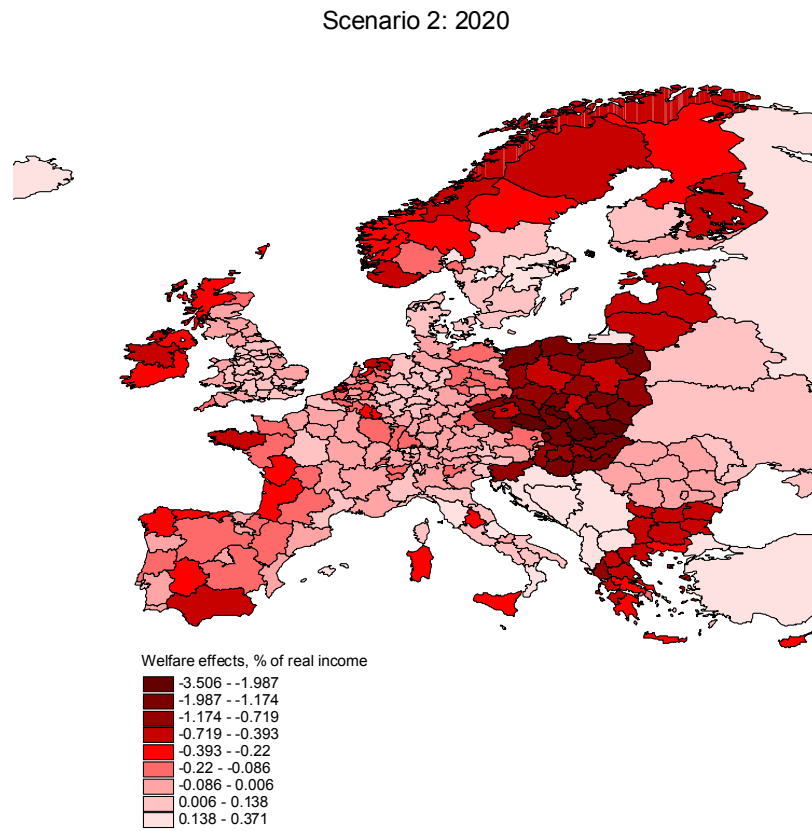 Scenario 2: 2020
Welfare effects, % of real income
-3.506 - -1.987
-1.987 - -1.174
-1.174 - -0.719
-0.719 - -0.393
-0.393 - -0.22
-0.22 - -0.086
-0.086 - 0.006
0.006 - 0.138
0.138 - 0.371